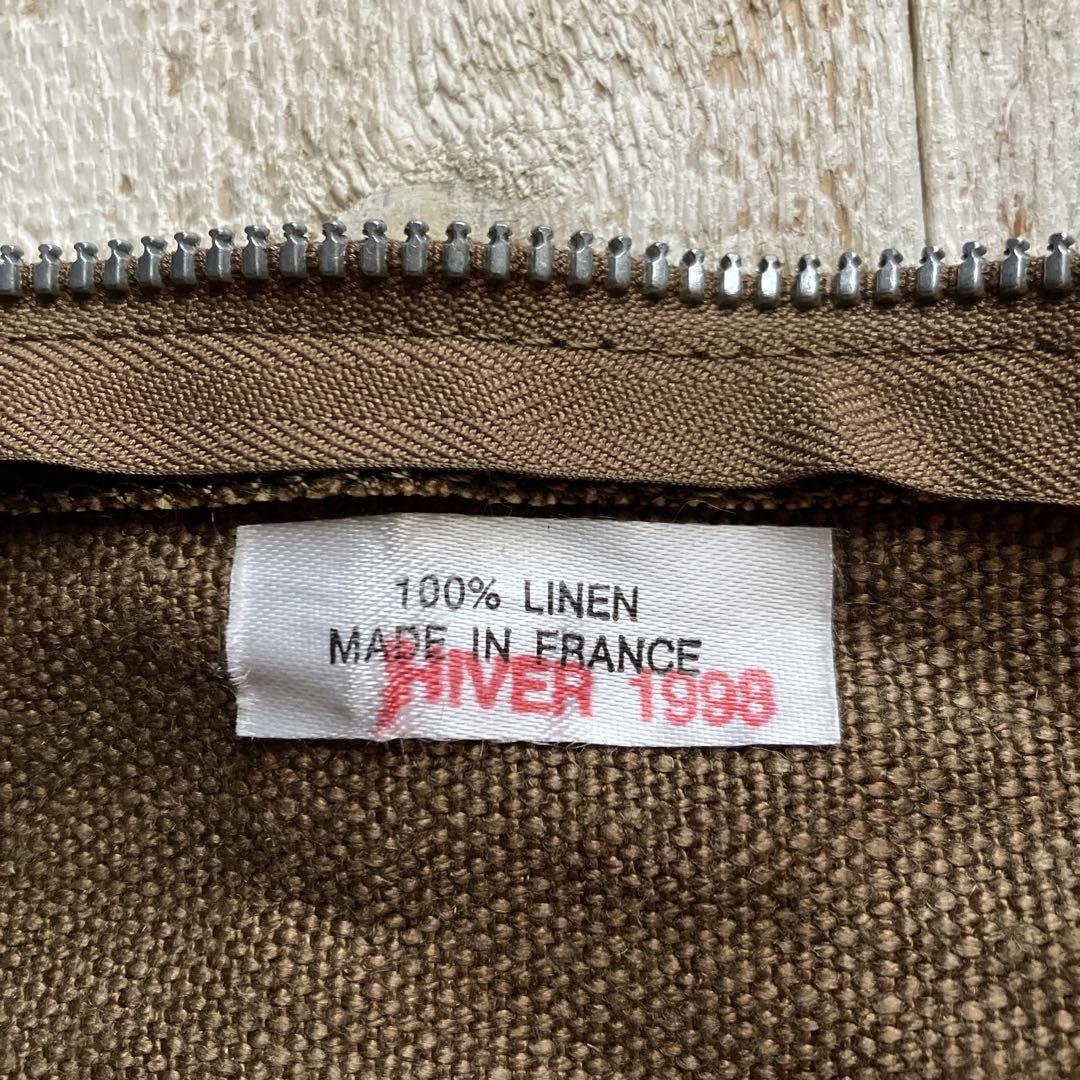 100% LINEN
MADE IN FRANCE
HIVER 1998